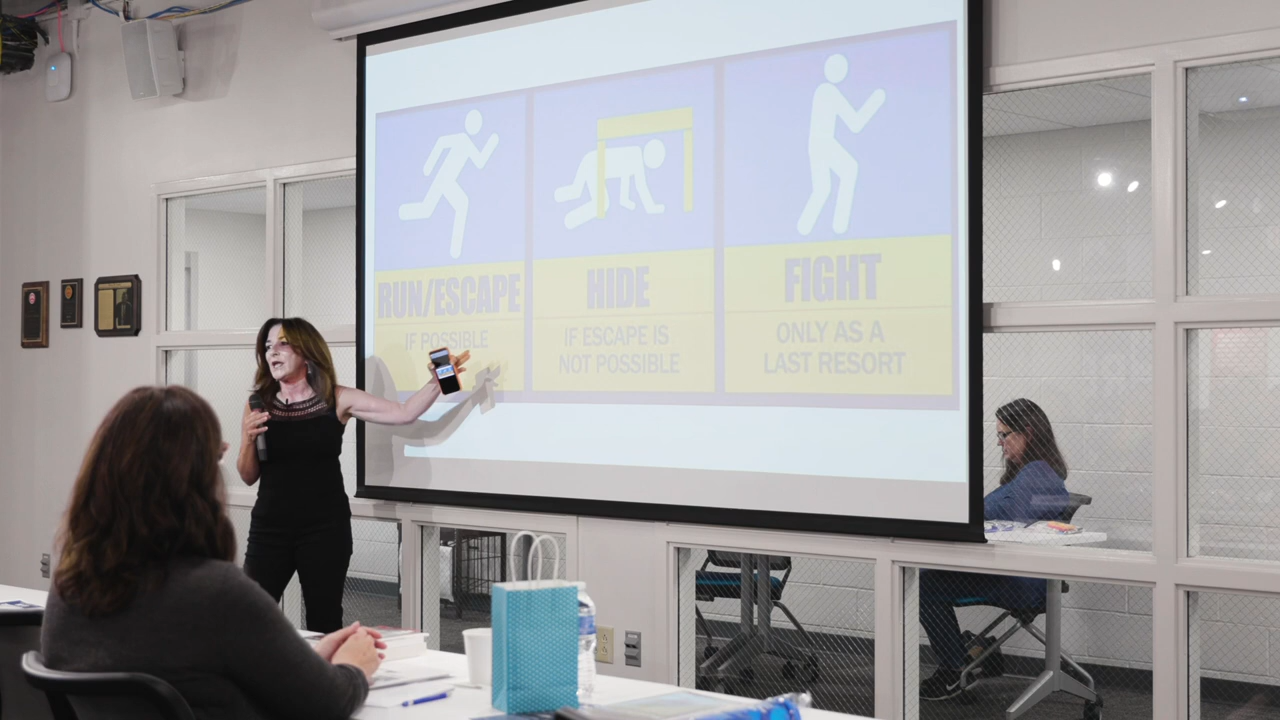 RUN/ESCAPE
IF POSSIBLE
HIDE
IF ESCAPE IS
NOT POSSIBLE
FIGHT
ONLY AS A
LAST RESORT